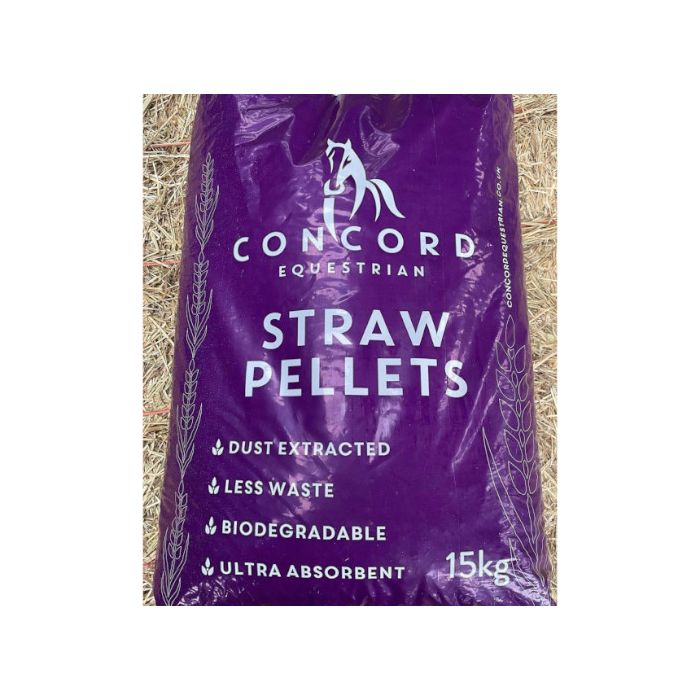 CONCORD
EQUESTRIAN
STRAW
PELLETS
DUST EXTRACTED
LESS WASTE
BIODEGRADABLE
ULTRA ABSORBENT
15kg
CONCORDEQUESTRIAN.CO.UK